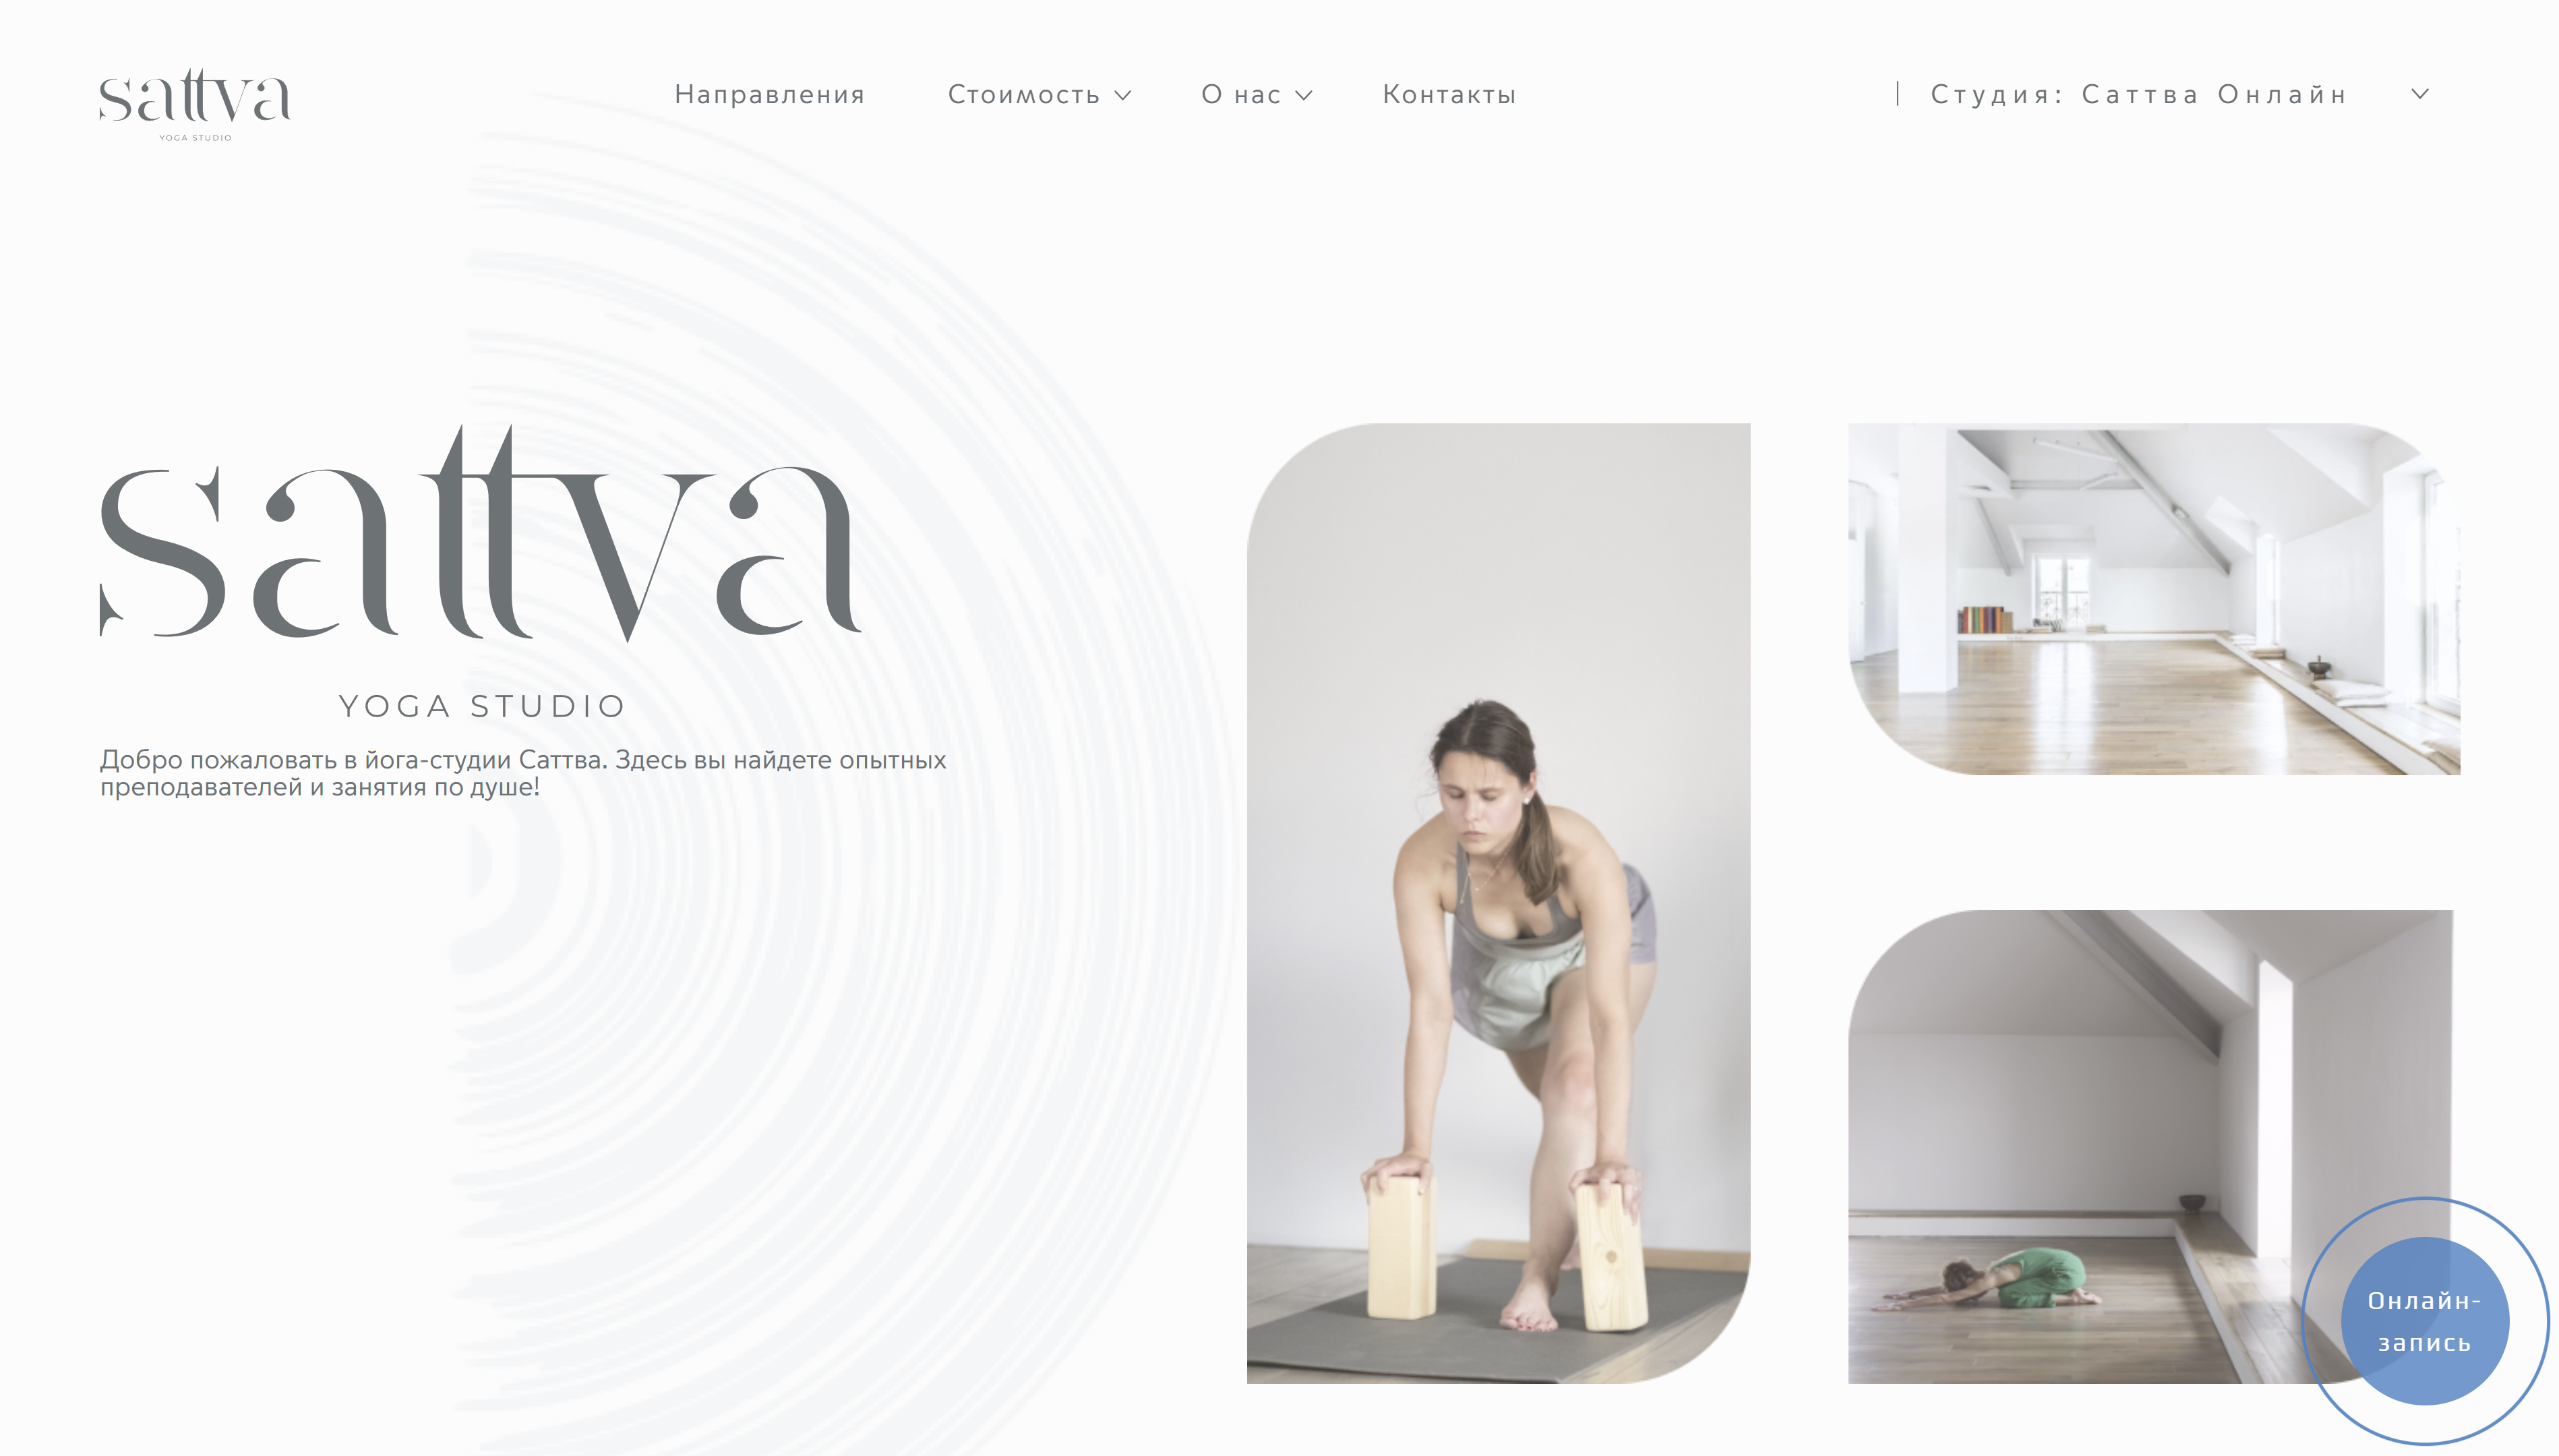 sattva
YOGA STUDIO
Направления
Стоимость
О нас
Контакты
Студия: Саттва Онлайн
sattva
YOGA STUDIO
Добро пожаловать в йога-студии Саттва. Здесь вы найдете опытных
преподавателей и занятия по душе!
Онлайн-
запись